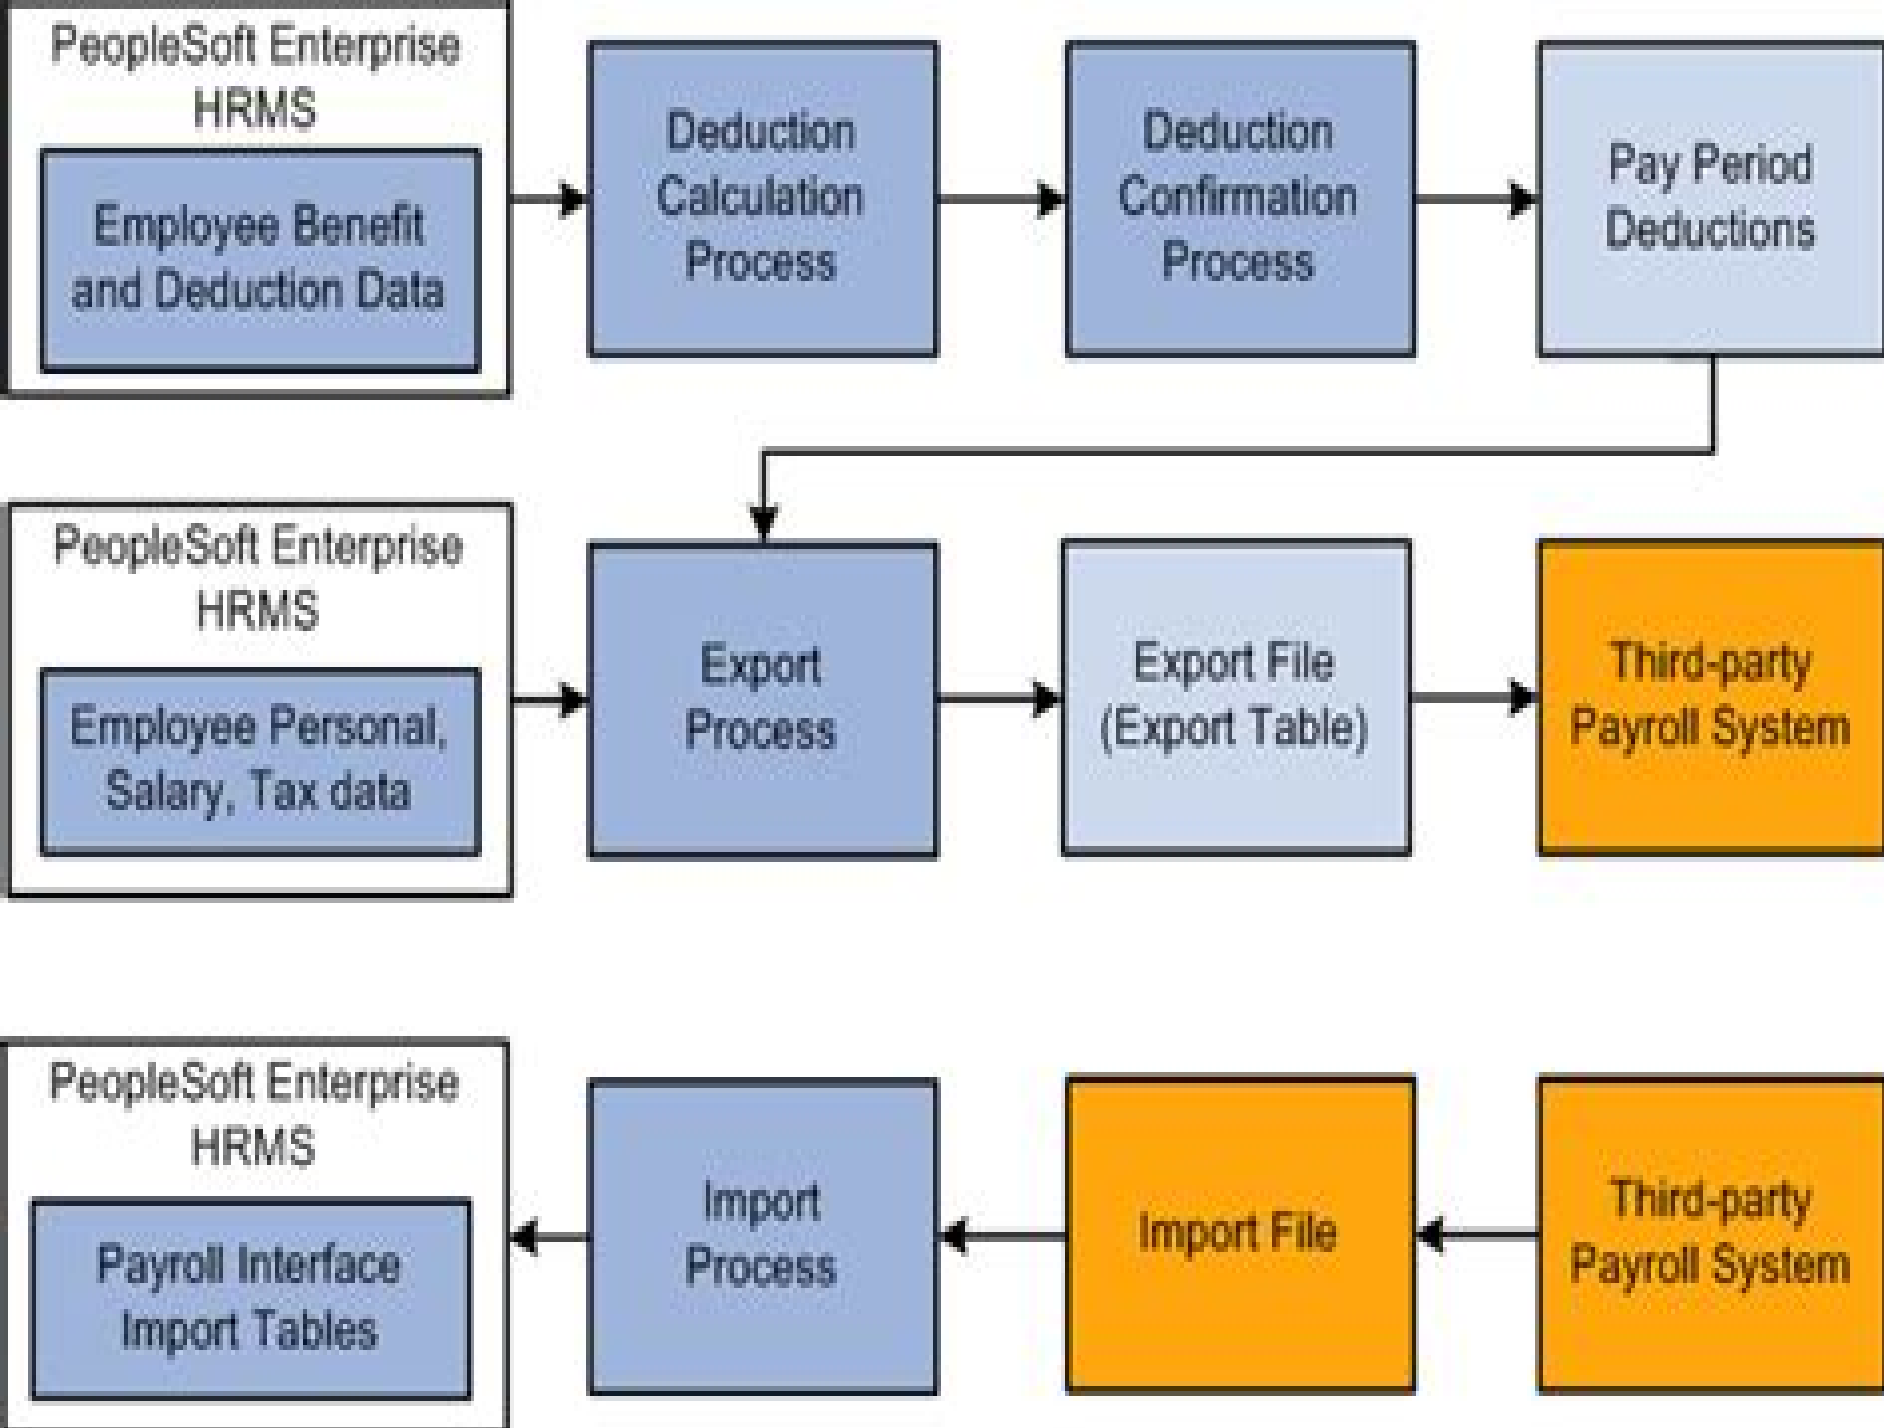 PeopleSoft Enterprise
HRMS
Employee Benefit
and Deduction Data
Deduction
Calculation
Process
Deduction
Confirmation
Process
Pay Period
Deductions
PeopleSoft Enterprise
HRMS
Employee Personal,
Salary, Tax data
Export
Process
Export File
(Export Table)
Third-party
Payroll System
PeopleSoft Enterprise
HRMS
Payroll Interface
Import Tables
Import
Process
Import File
Third-party
Payroll System